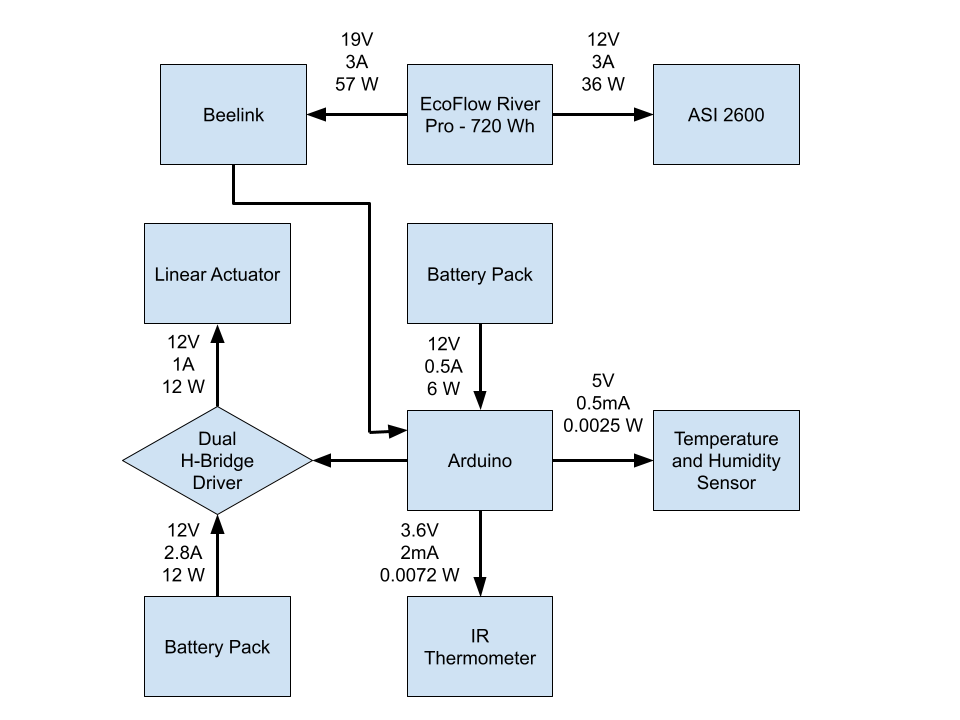 19V
3A
57 W
12V
3A
36 W
Beelink
EcoFlow River
Pro - 720 Wh
ASI 2600
Linear Actuator
Battery Pack
12V
1A
12 W
12V
0.5A
6 W
5V
0.5mA
0.0025 W
Dual
H-Bridge
Driver
Arduino
Temperature
and Humidity
Sensor
12V
2.8A
12 W
3.6V
2mA
0.0072 W
Battery Pack
IR
Thermometer